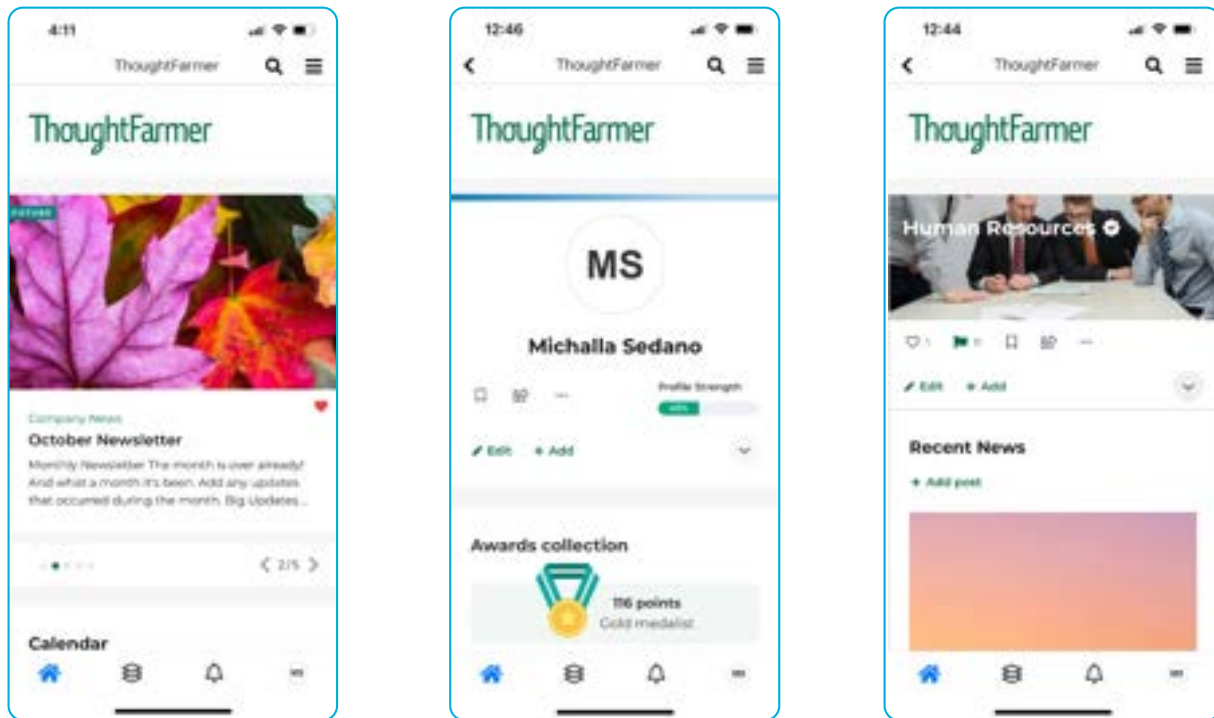 4:11
ThoughtFarmer
ThoughtFarmer
Company News
October Newsletter
Monthly Newsletter The month is over already!
And what a month it's been. Add any updates
that occurred during the month. Big Updates...
2/5
Calendar
12:46
ThoughtFarmer
ThoughtFarmer
MS
Michalla Sedano
Profile Strength
Edit + Add
Awards collection
116 points
Gold medalist
12:44
ThoughtFarmer
ThoughtFarmer
Human Resources
Edit + Add
Recent News
+ Add post